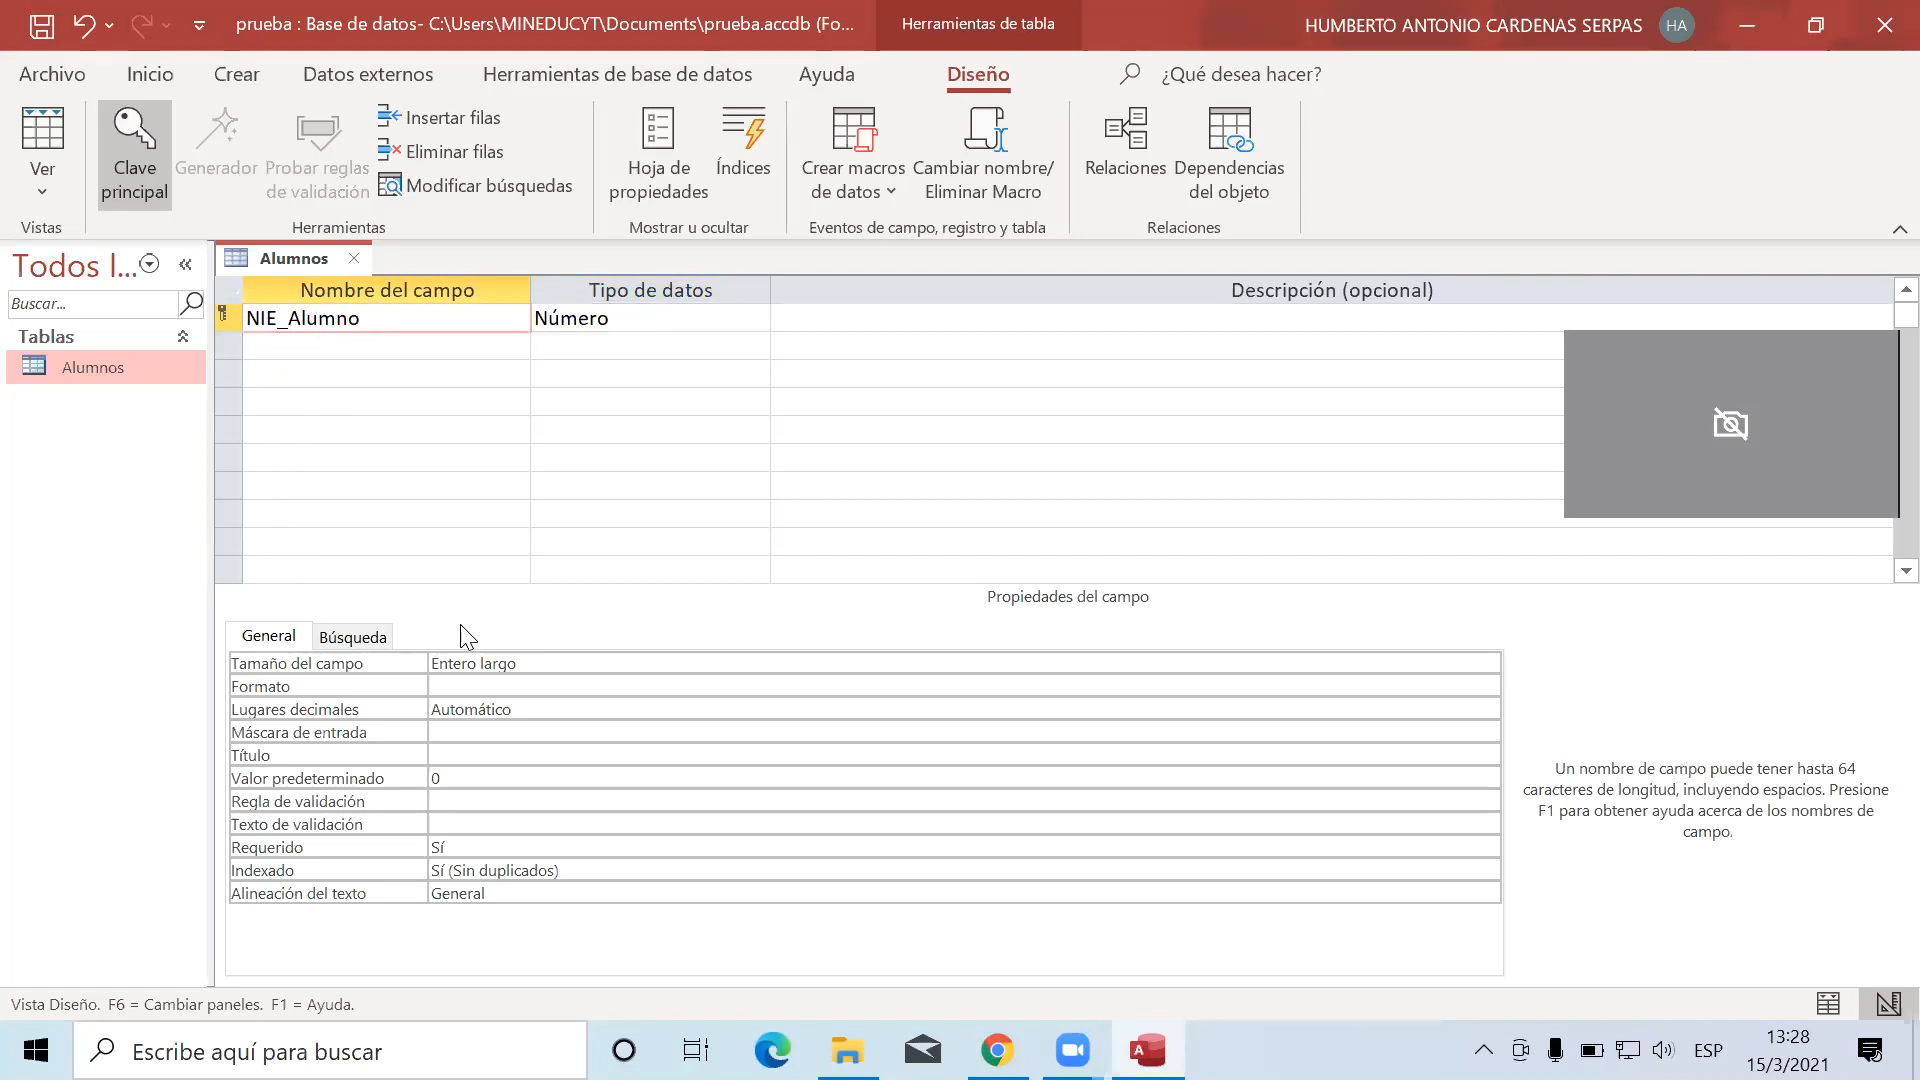 prueba : Base de datos- C:\Users\MINEDUCYT\Documents\prueba.accdb (Fo...
Herramientas de tabla
HUMBERTO ANTONIO CARDENAS SERPAS
HA
Archivo
Inicio
Crear
Datos externos
Herramientas de base de datos
Ayuda
Diseño
¿Qué desea hacer?
Ver
Clave
principal
Generador
Probar reglas
de validación
Insertar filas
Eliminar filas
Modificar búsquedas
Hoja de
propiedades
Índices
Crear macros
de datos
Cambiar nombre/
Eliminar Macro
Relaciones
Dependencias
del objeto
Vistas
Herramientas
Mostrar u ocultar
Eventos de campo, registro y tabla
Relaciones
Todos l...
Buscar...
Tablas
Alumnos
Alumnos
Nombre del campo
Tipo de datos
Descripción (opcional)
NIE_Alumno
Número
Propiedades del campo
General
Búsqueda
Tamaño del campo
Entero largo
Formato
Lugares decimales
Automático
Máscara de entrada
Título
Valor predeterminado
0
Regla de validación
Texto de validación
Requerido
Sí
Indexado
Sí (Sin duplicados)
Alineación del texto
General
Un nombre de campo puede tener hasta 64
caracteres de longitud, incluyendo espacios. Presione
F1 para obtener ayuda acerca de los nombres de
campo.
Vista Diseño.  F6 = Cambiar paneles.  F1 = Ayuda.
Escribe aquí para buscar
A
ESP
13:28
15/3/2021